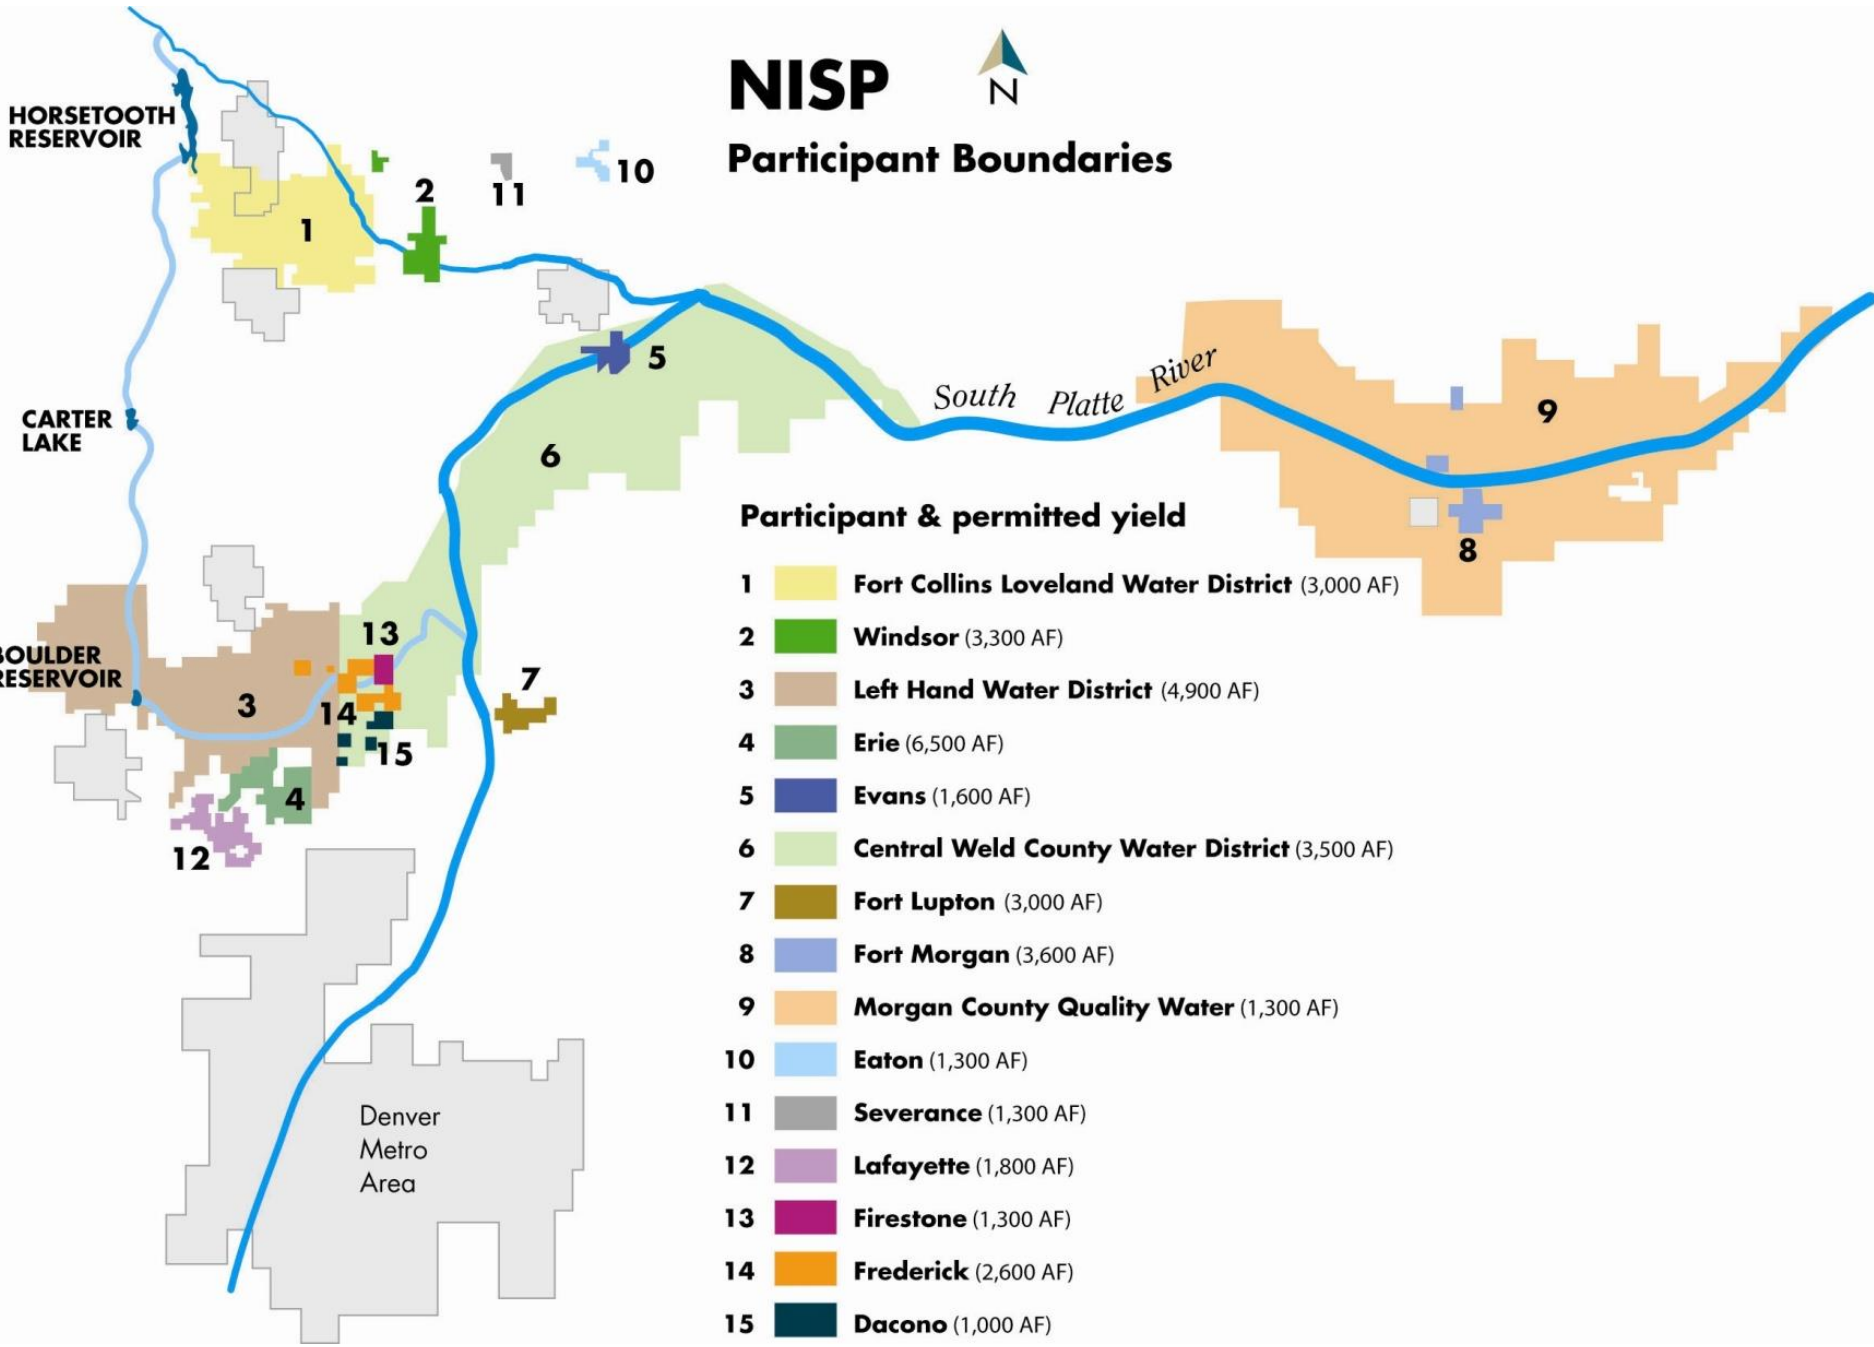 NISP
N
Participant Boundaries
HORSETOOTH
RESERVOIR
1
2
11
10
5
South Platte River
9
CARTER
LAKE
6
8
13
BOULDER
RESERVOIR
7
3
14
15
4
12
Denver
Metro
Area
Participant & permitted yield
1 Fort Collins Loveland Water District (3,000 AF)
2 Windsor (3,300 AF)
3 Left Hand Water District (4,900 AF)
4 Erie (6,500 AF)
5 Evans (1,600 AF)
6 Central Weld County Water District (3,500 AF)
7 Fort Lupton (3,000 AF)
8 Fort Morgan (3,600 AF)
9 Morgan County Quality Water (1,300 AF)
10 Eaton (1,300 AF)
11 Severance (1,300 AF)
12 Lafayette (1,800 AF)
13 Firestone (1,300 AF)
14 Frederick (2,600 AF)
15 Dacono (1,000 AF)